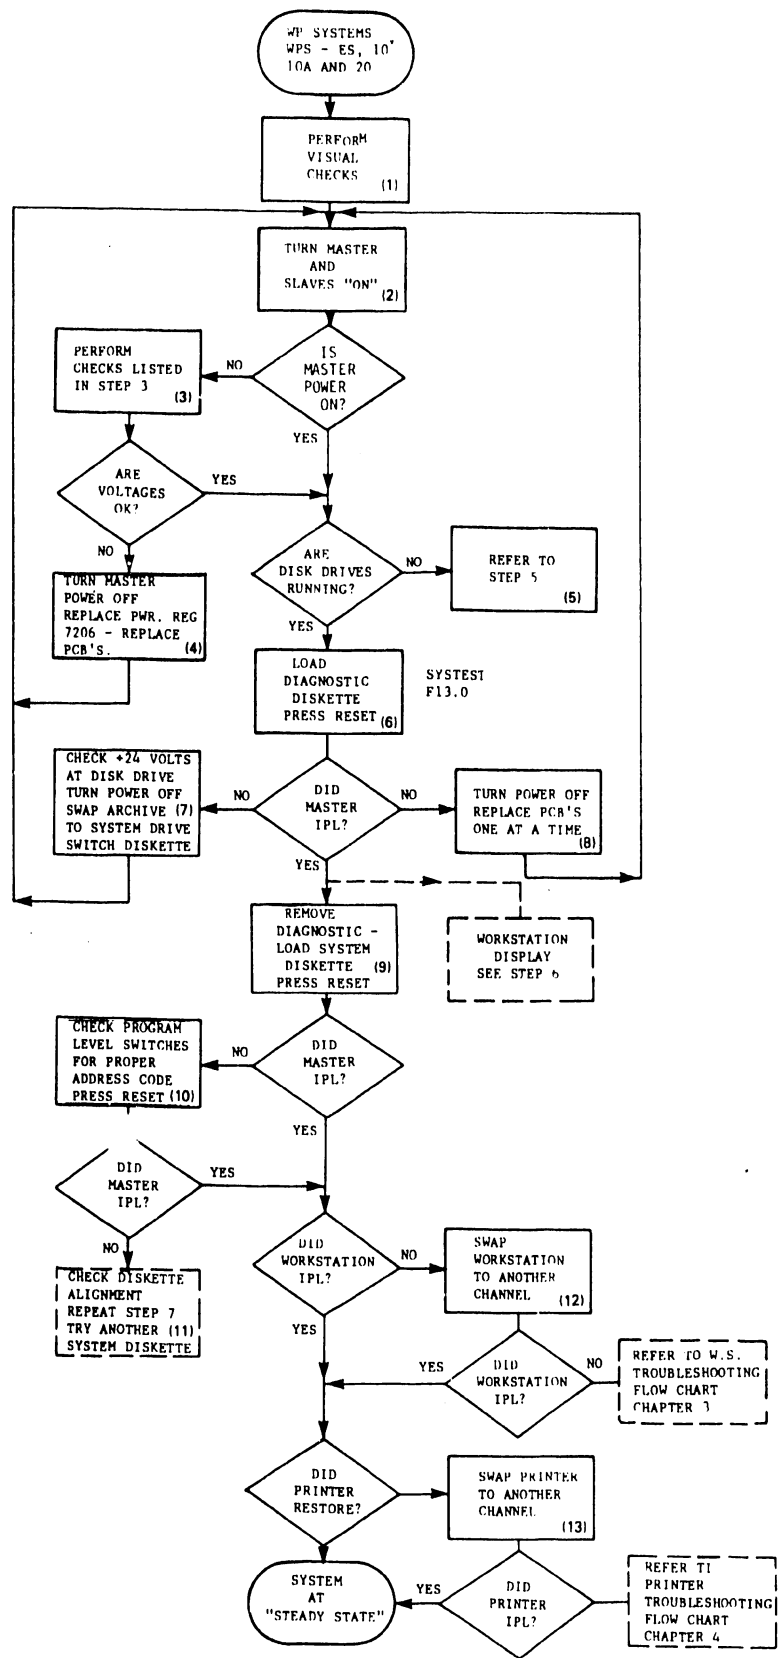 WP SYSTEMS
WPS - ES, 10
10A AND 20
PERFORM
VISUAL
CHECKS
(1)
TURN MASTER
AND
SLAVES "ON"
(2)
IS
MASTER
POWER
ON?
NO
YES
PERFORM
CHECKS LISTED
IN STEP 3
(3)
ARE
VOLTAGES
OK?
YES
NO
TURN MASTER
POWER OFF
REPLACE PWR. REG
7206 - REPLACE
PCB'S.
(4)
ARE
DISK DRIVES
RUNNING?
NO
YES
REFER TO
STEP 5
(5)
LOAD
DIAGNOSTIC
DISKETTE
PRESS RESET
(6)
SYSTEST
F13.0
DID
MASTER
IPL?
NO
NO
YES
CHECK +24 VOLTS
AT DISK DRIVE
TURN POWER OFF
SWAP ARCHIVE (7)
TO SYSTEM DRIVE
SWITCH DISKETTE
TURN POWER OFF
REPLACE PCB'S
ONE AT A TIME
(8)
REMOVE
DIAGNOSTIC -
LOAD SYSTEM
DISKETTE (9)
PRESS RESET
WORKSTATION
DISPLAY
SEE STEP 6
DID
MASTER
IPL?
NO
YES
CHECK PROGRAM
LEVEL SWITCHES
FOR PROPER
ADDRESS CODE
PRESS RESET (10)
DID
MASTER
IPL?
YES
NO
CHECK DISKETTE
ALIGNMENT
REPEAT STEP 7
TRY ANOTHER (11)
SYSTEM DISKETTE
DID
WORKSTATION
IPL?
NO
YES
SWAP
WORKSTATION
TO ANOTHER
CHANNEL
(12)
DID
WORKSTATION
IPL?
YES
NO
REFER TO W.S.
TROUBLESHOOTING
FLOW CHART
CHAPTER 3
DID
PRINTER
RESTORE?
SWAP PRINTER
TO ANOTHER
CHANNEL
(13)
DID
PRINTER
IPL?
YES
REFER TI
PRINTER
TROUBLESHOOTING
FLOW CHART
CHAPTER 4
SYSTEM
AT
"STEADY STATE"